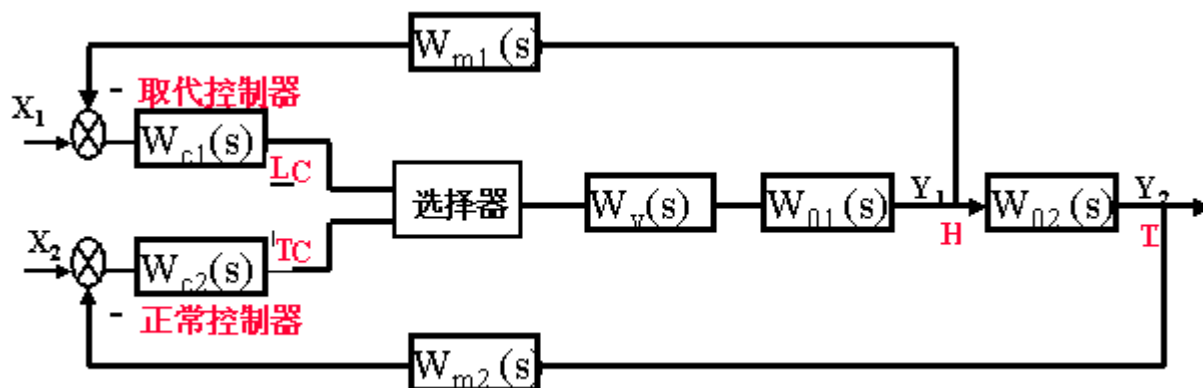 W_m1(s)
- 取代控制器
X_1
W_c1(s)
LC
选择器
W_v(s)
W_01(s)
Y_1
H
W_02(s)
Y_2
T
X_2
W_c2(s)
TC
- 正常控制器
W_m2(s)